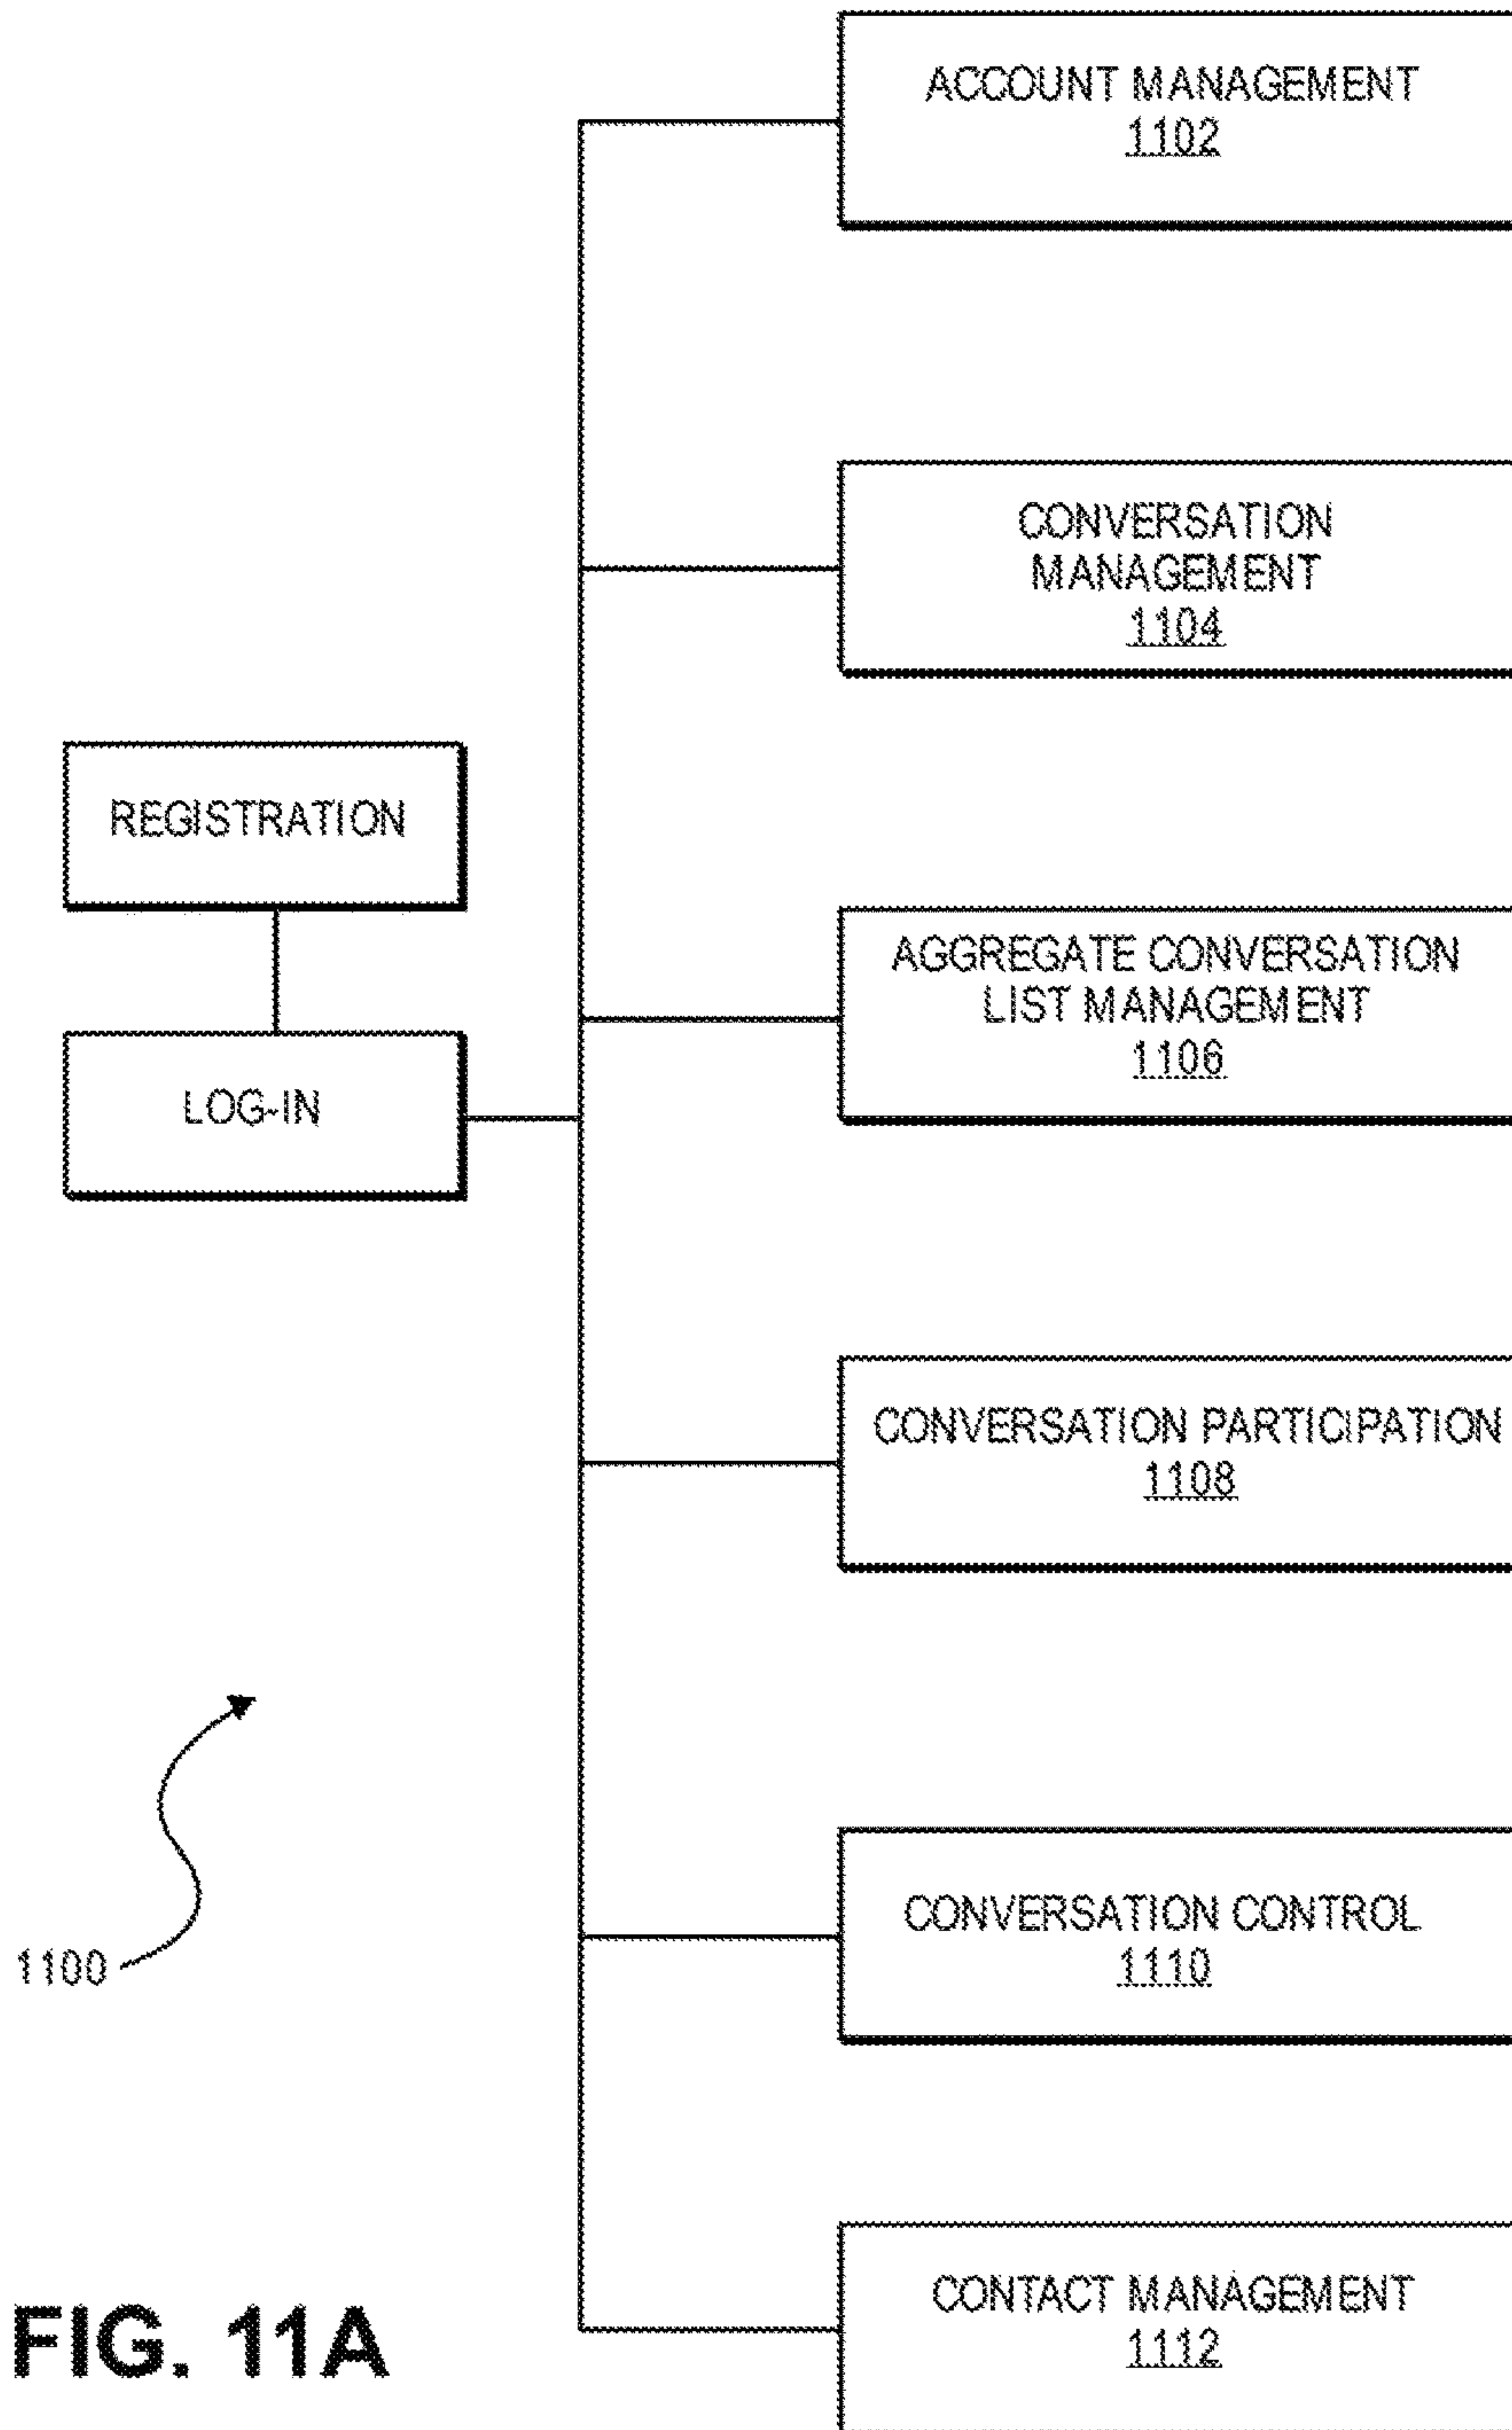 ACCOUNT MANAGEMENT
1102
CONVERSATION
MANAGEMENT
1104
REGISTRATION
AGGREGATE CONVERSATION
LIST MANAGEMENT
1106
LOG-IN
CONVERSATION PARTICIPATION
1108
CONVERSATION CONTROL
1110
1100
CONTACT MANAGEMENT
1112
FIG. 11A